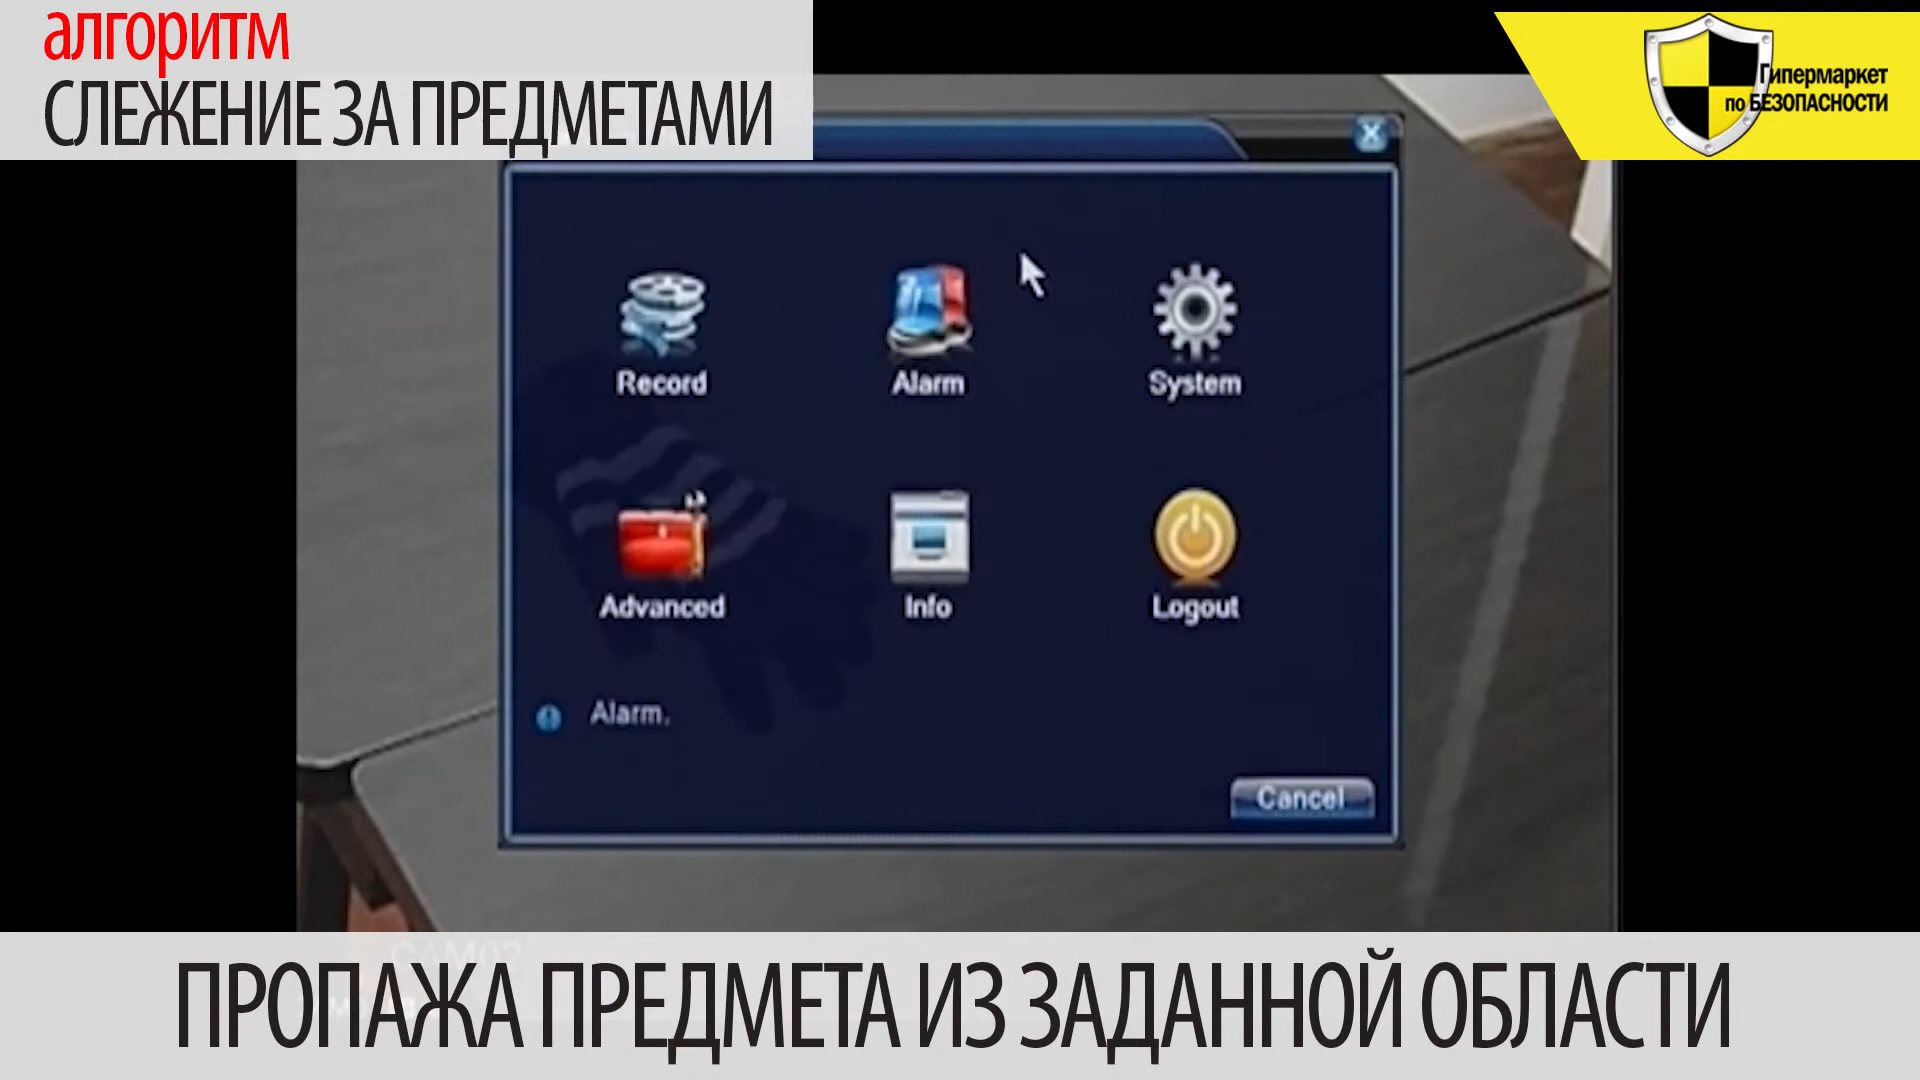 алгоритм
СЛЕЖЕНИЕ ЗА ПРЕДМЕТАМИ
Гипермаркет
по БЕЗОПАСНОСТИ
Record
Alarm
System
Advanced
Info
Logout
Alarm.
Cancel
CAM02
ПРОПАЖА ПРЕДМЕТА ИЗ ЗАДАННОЙ ОБЛАСТИ